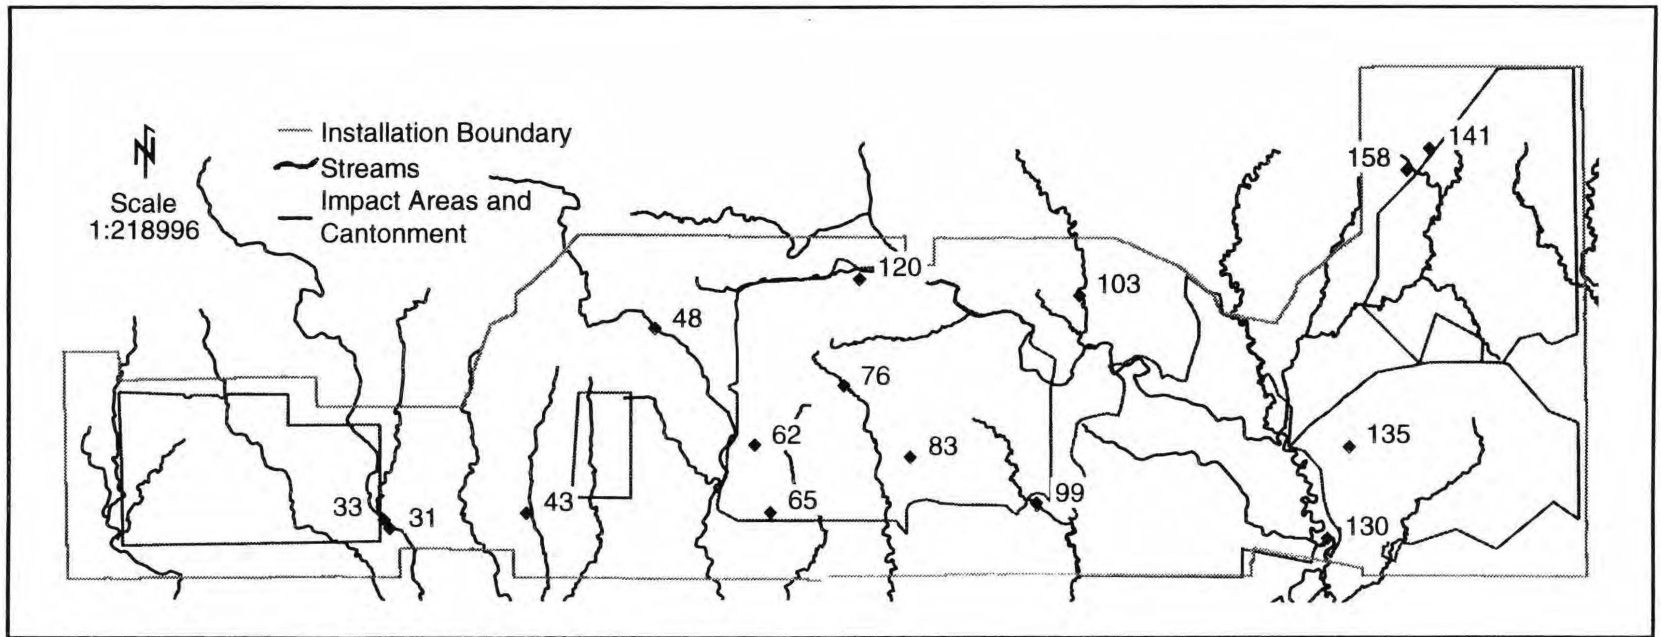 N
Scale
1:218996
Installation Boundary
Streams
Impact Areas and
Cantonment
141
158
120
103
48
76
62
83
135
65
99
43
33
31
130